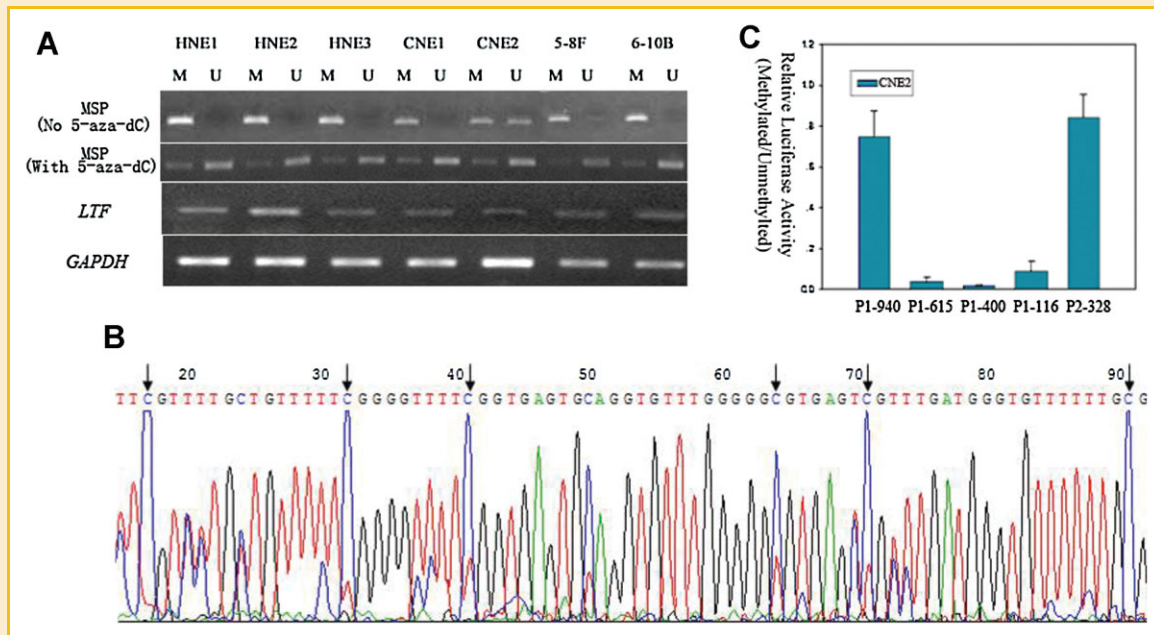 A
HNE1 HNE2 HNE3 CNE1 CNE2 5-8F 6-10B
M U M U M U M U M U M U M U
MSP
(No 5-aza-dC)
MSP
(With 5-aza-dC)
LTF
GAPDH
C
Relative Luciferase Activity
(Methylated/Unmethylted)
1.2
1.0
.8
.6
.4
.2
0.0
CNE2
P1-940 P1-615 P1-400 P1-116 P2-328
B
20 30 40 50 60 70 80 90
TTCGTTTTGCTGTTTTTCGGGGTTTTCGGTGAGTGCAGGTGTTTGGGGGCGTGAGTCGTTTGATGGGTGTTTTTTGCG